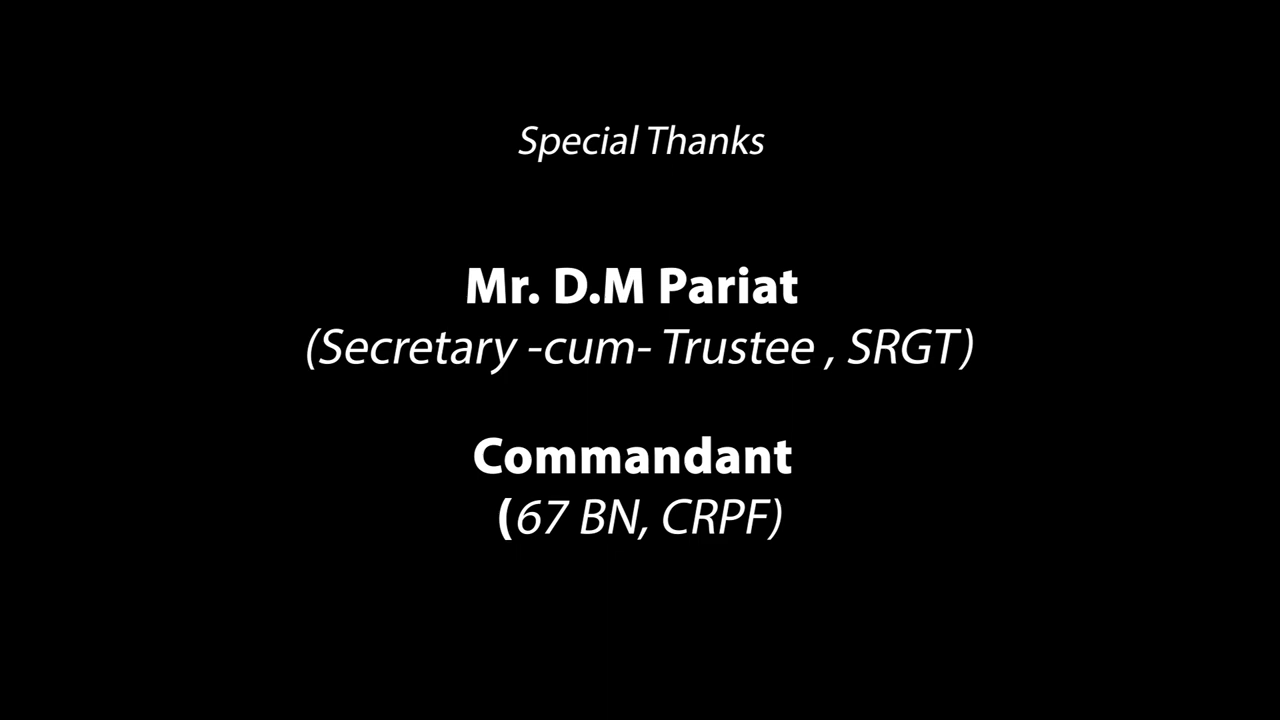 Special Thanks
Mr. D.M Pariat
(Secretary -cum- Trustee , SRGT)
Commandant
(67 BN, CRPF)